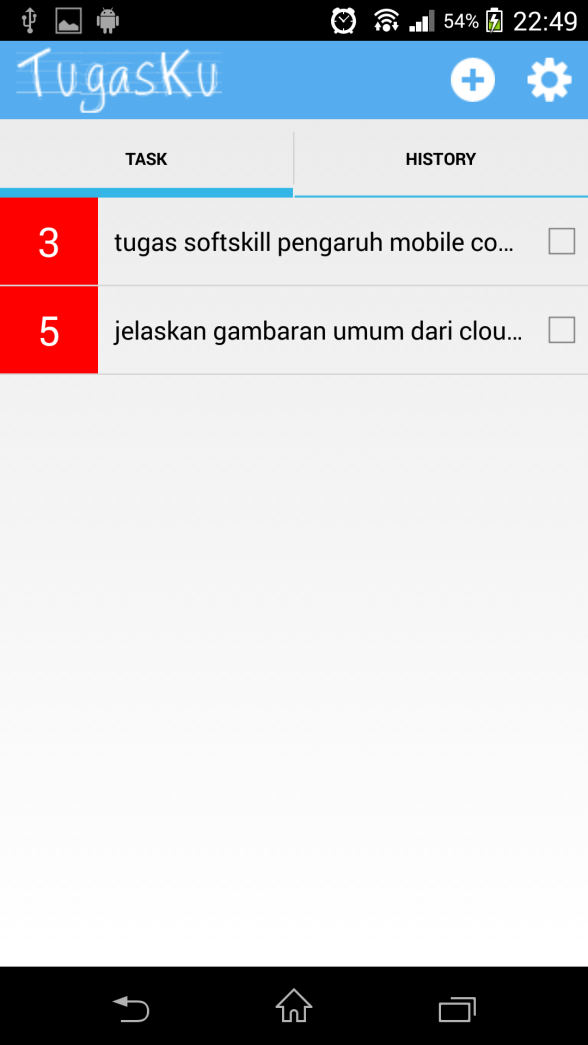 54% 22:49
TugasKu
TASK HISTORY
3 tugas softskill pengaruh mobile co...
5 jelaskan gambaran umum dari clou...